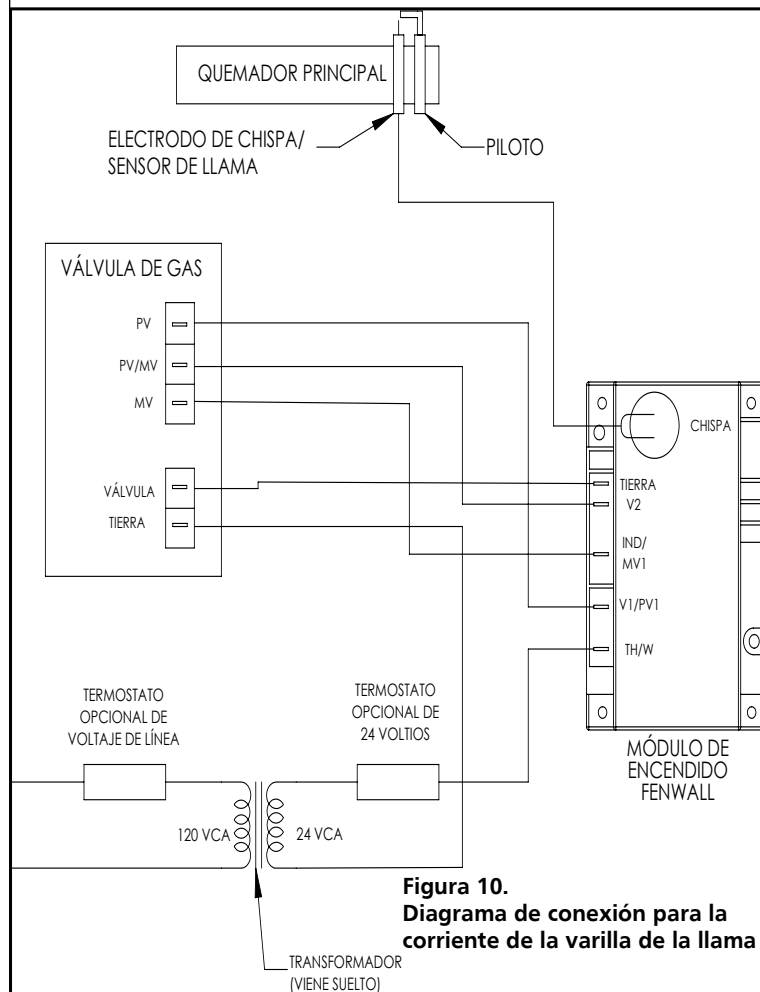 QUEMADOR PRINCIPAL
ELECTRODO DE CHISPA/
SENSOR DE LLAMA
PILOTO
VÁLVULA DE GAS
PV
PV/MV
MV
VÁLVULA
TIERRA
CHISPA
TIERRA
V2
IND/
MV1
V1/PV1
TH/W
MÓDULO DE
ENCENDIDO
FENWALL
TERMOSTATO
OPCIONAL DE
VOLTAJE DE LÍNEA
TERMOSTATO
OPCIONAL DE
24 VOLTIOS
120 VCA
24 VCA
TRANSFORMADOR
(VIENE SUELTO)
Figura 10.
Diagrama de conexión para la
corriente de la varilla de la llama